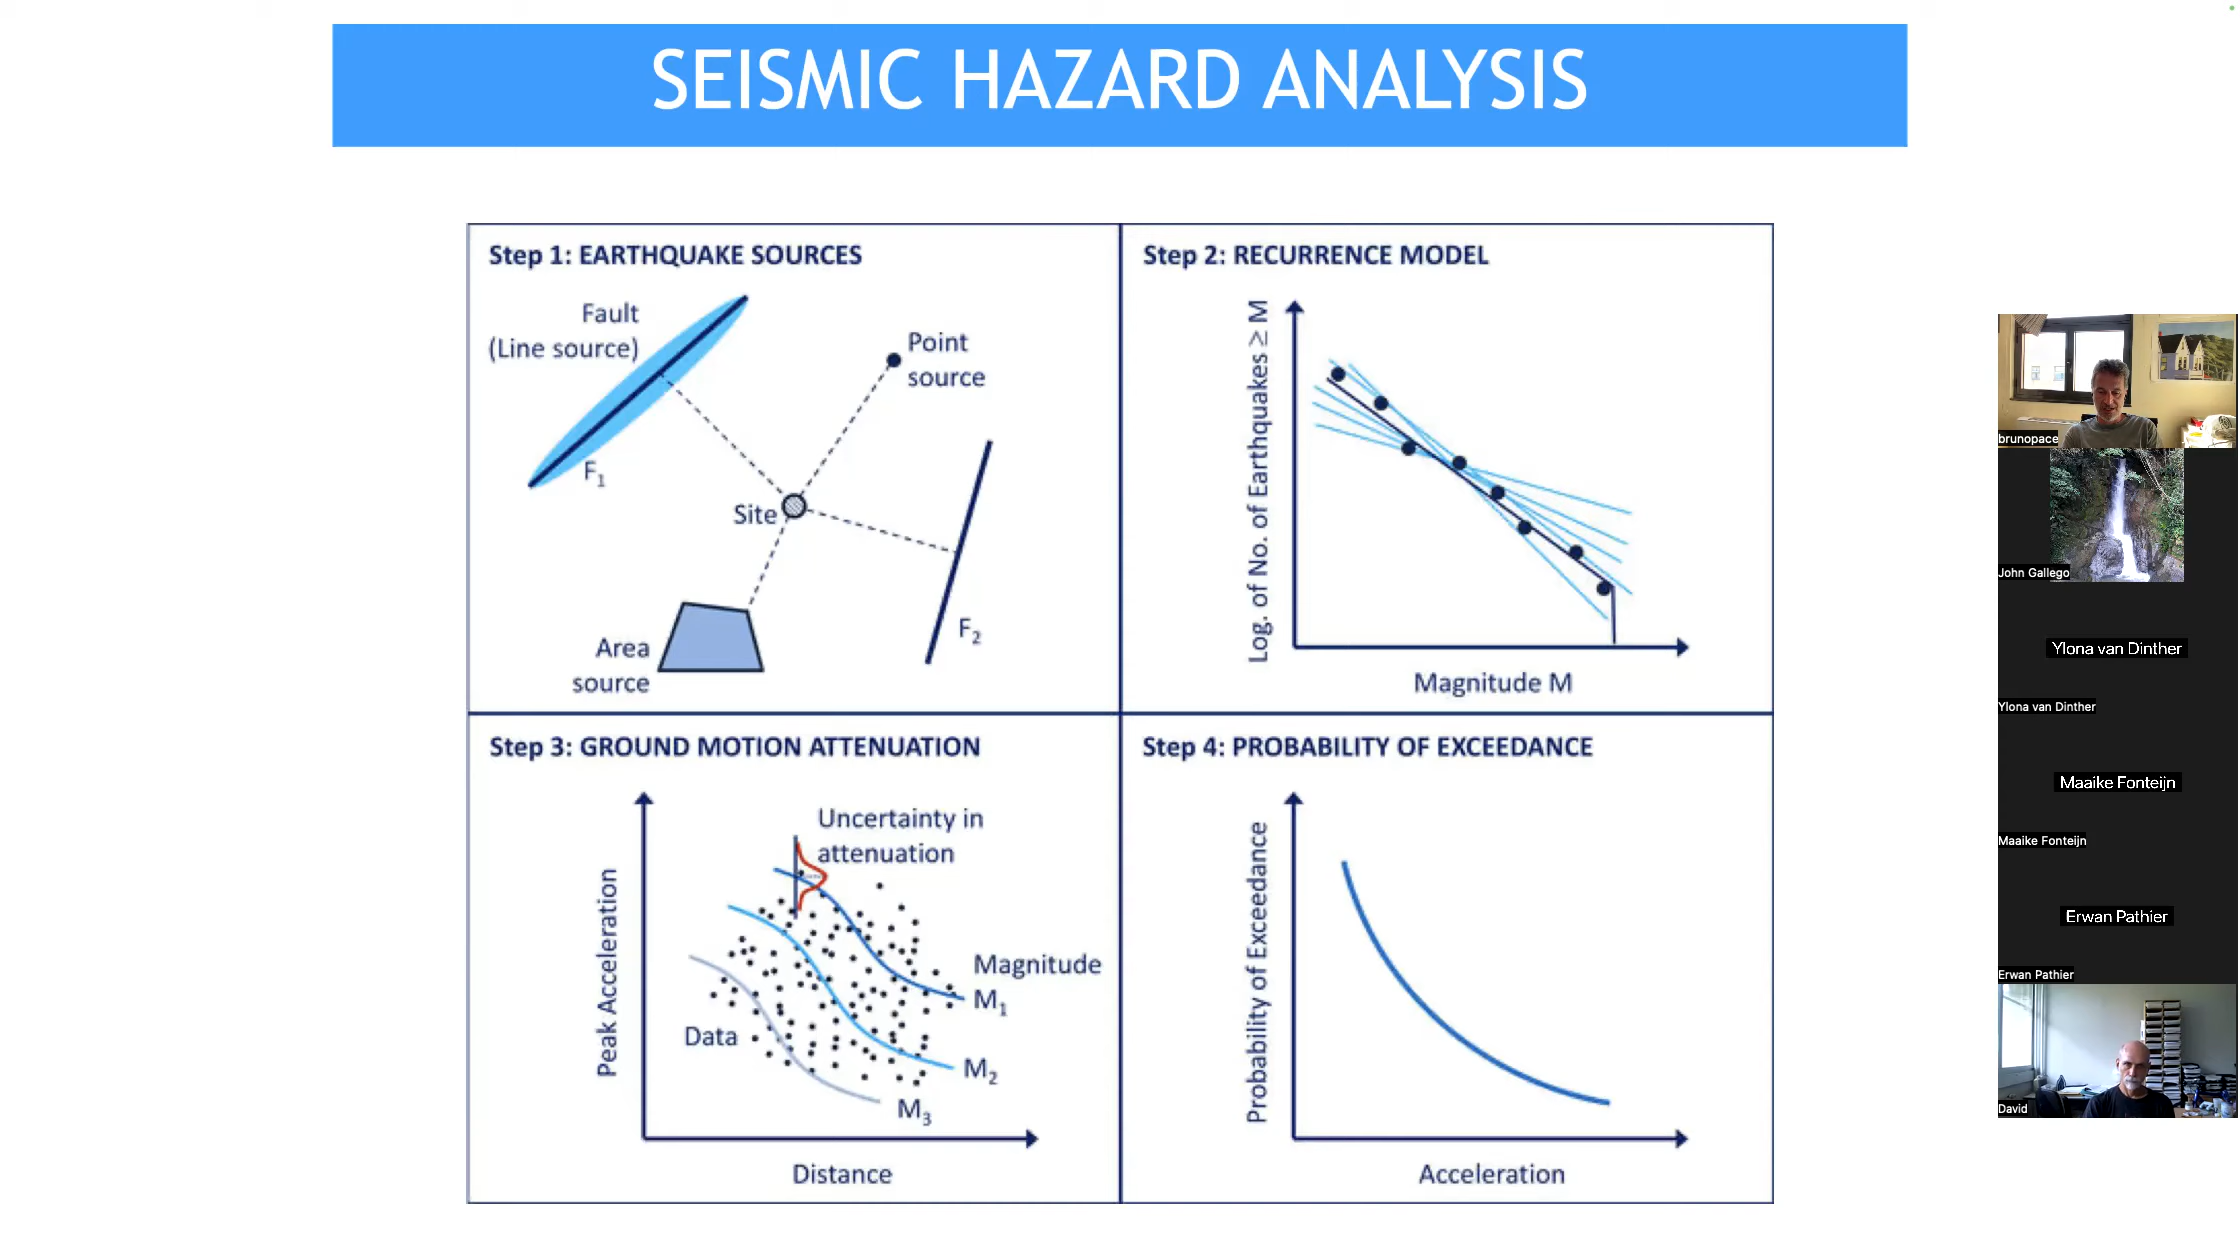 SEISMIC HAZARD ANALYSIS
Step 1: EARTHQUAKE SOURCES
Fault
(Line source)
F1
Point
source
Site
F2
Area
source
Step 2: RECURRENCE MODEL
Log. of No. of Earthquakes ≥ M
Magnitude M
Step 3: GROUND MOTION ATTENUATION
Uncertainty in
attenuation
Peak Acceleration
Magnitude
M1
Data
M2
M3
Distance
Step 4: PROBABILITY OF EXCEEDANCE
Probability of Exceedance
Acceleration
brunopace
John Gallego
Ylona van Dinther
Ylona van Dinther
Maaike Fonteijn
Maaike Fonteijn
Erwan Pathier
Erwan Pathier
David